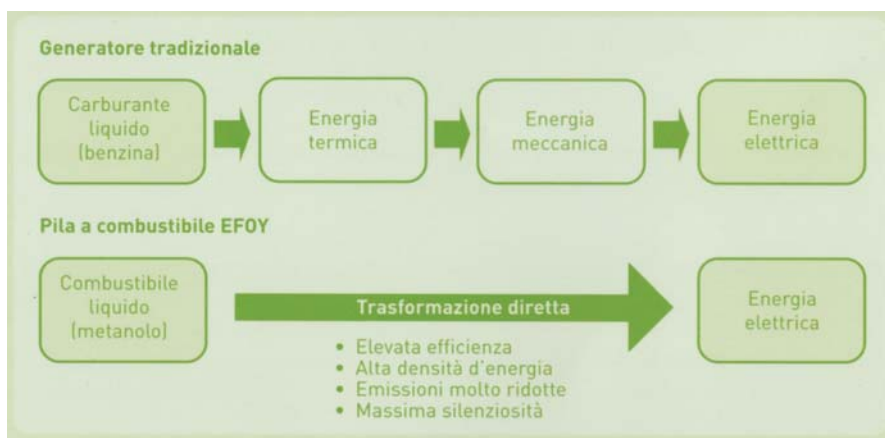 Generatore tradizionale
Carburante
liquido
(benzina)
Energia
termica
Energia
meccanica
Energia
elettrica
Pila a combustibile EFOY
Combustibile
liquido
(metanolo)
Trasformazione diretta
Energia
elettrica
• Elevata efficienza
• Alta densità d'energia
• Emissioni molto ridotte
• Massima silenziosità